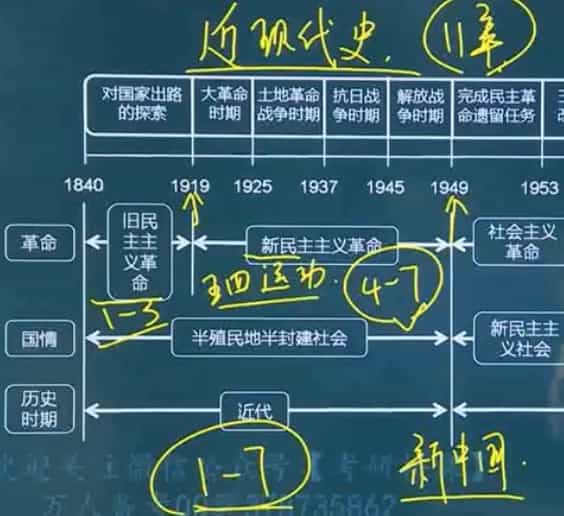 近现代史. 11章
对国家出路的探索 大革命时期 土地革命战争时期 抗日战争时期 解放战争时期 完成民主革命遗留任务
1840 1919 1925 1937 1945 1949 1953
革命 旧民主主义革命 新民主主义革命 社会主义革命
五四运动. 4-7
1-3
国情 半殖民地半封建社会 新民主主义社会
历史时期 近代
1-7 新中国.